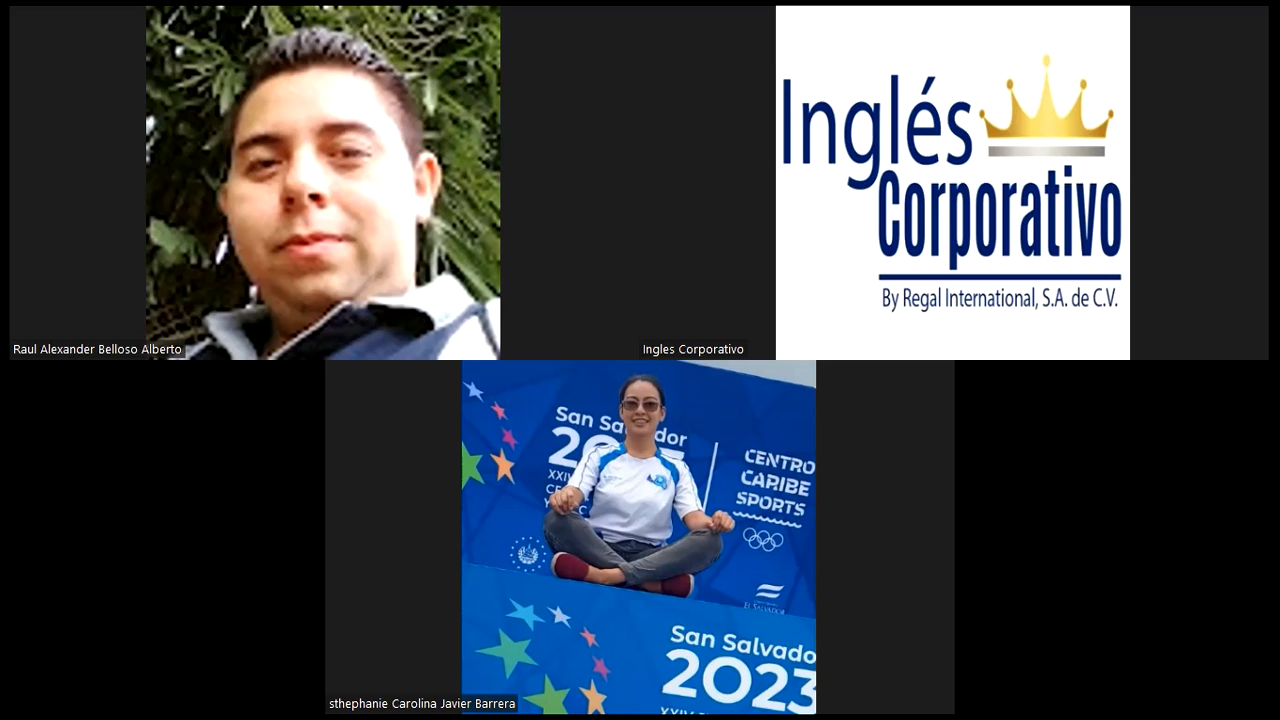 Raul Alexander Belloso Alberto
Inglés
Corporativo
By Regal International, S.A. de C.V.
Ingles Corporativo
San Salvador
CENTRO
CARIBE
SPORTS
EL SALVADOR
San Salvado
2023
sthephanie Carolina Javier Barrera